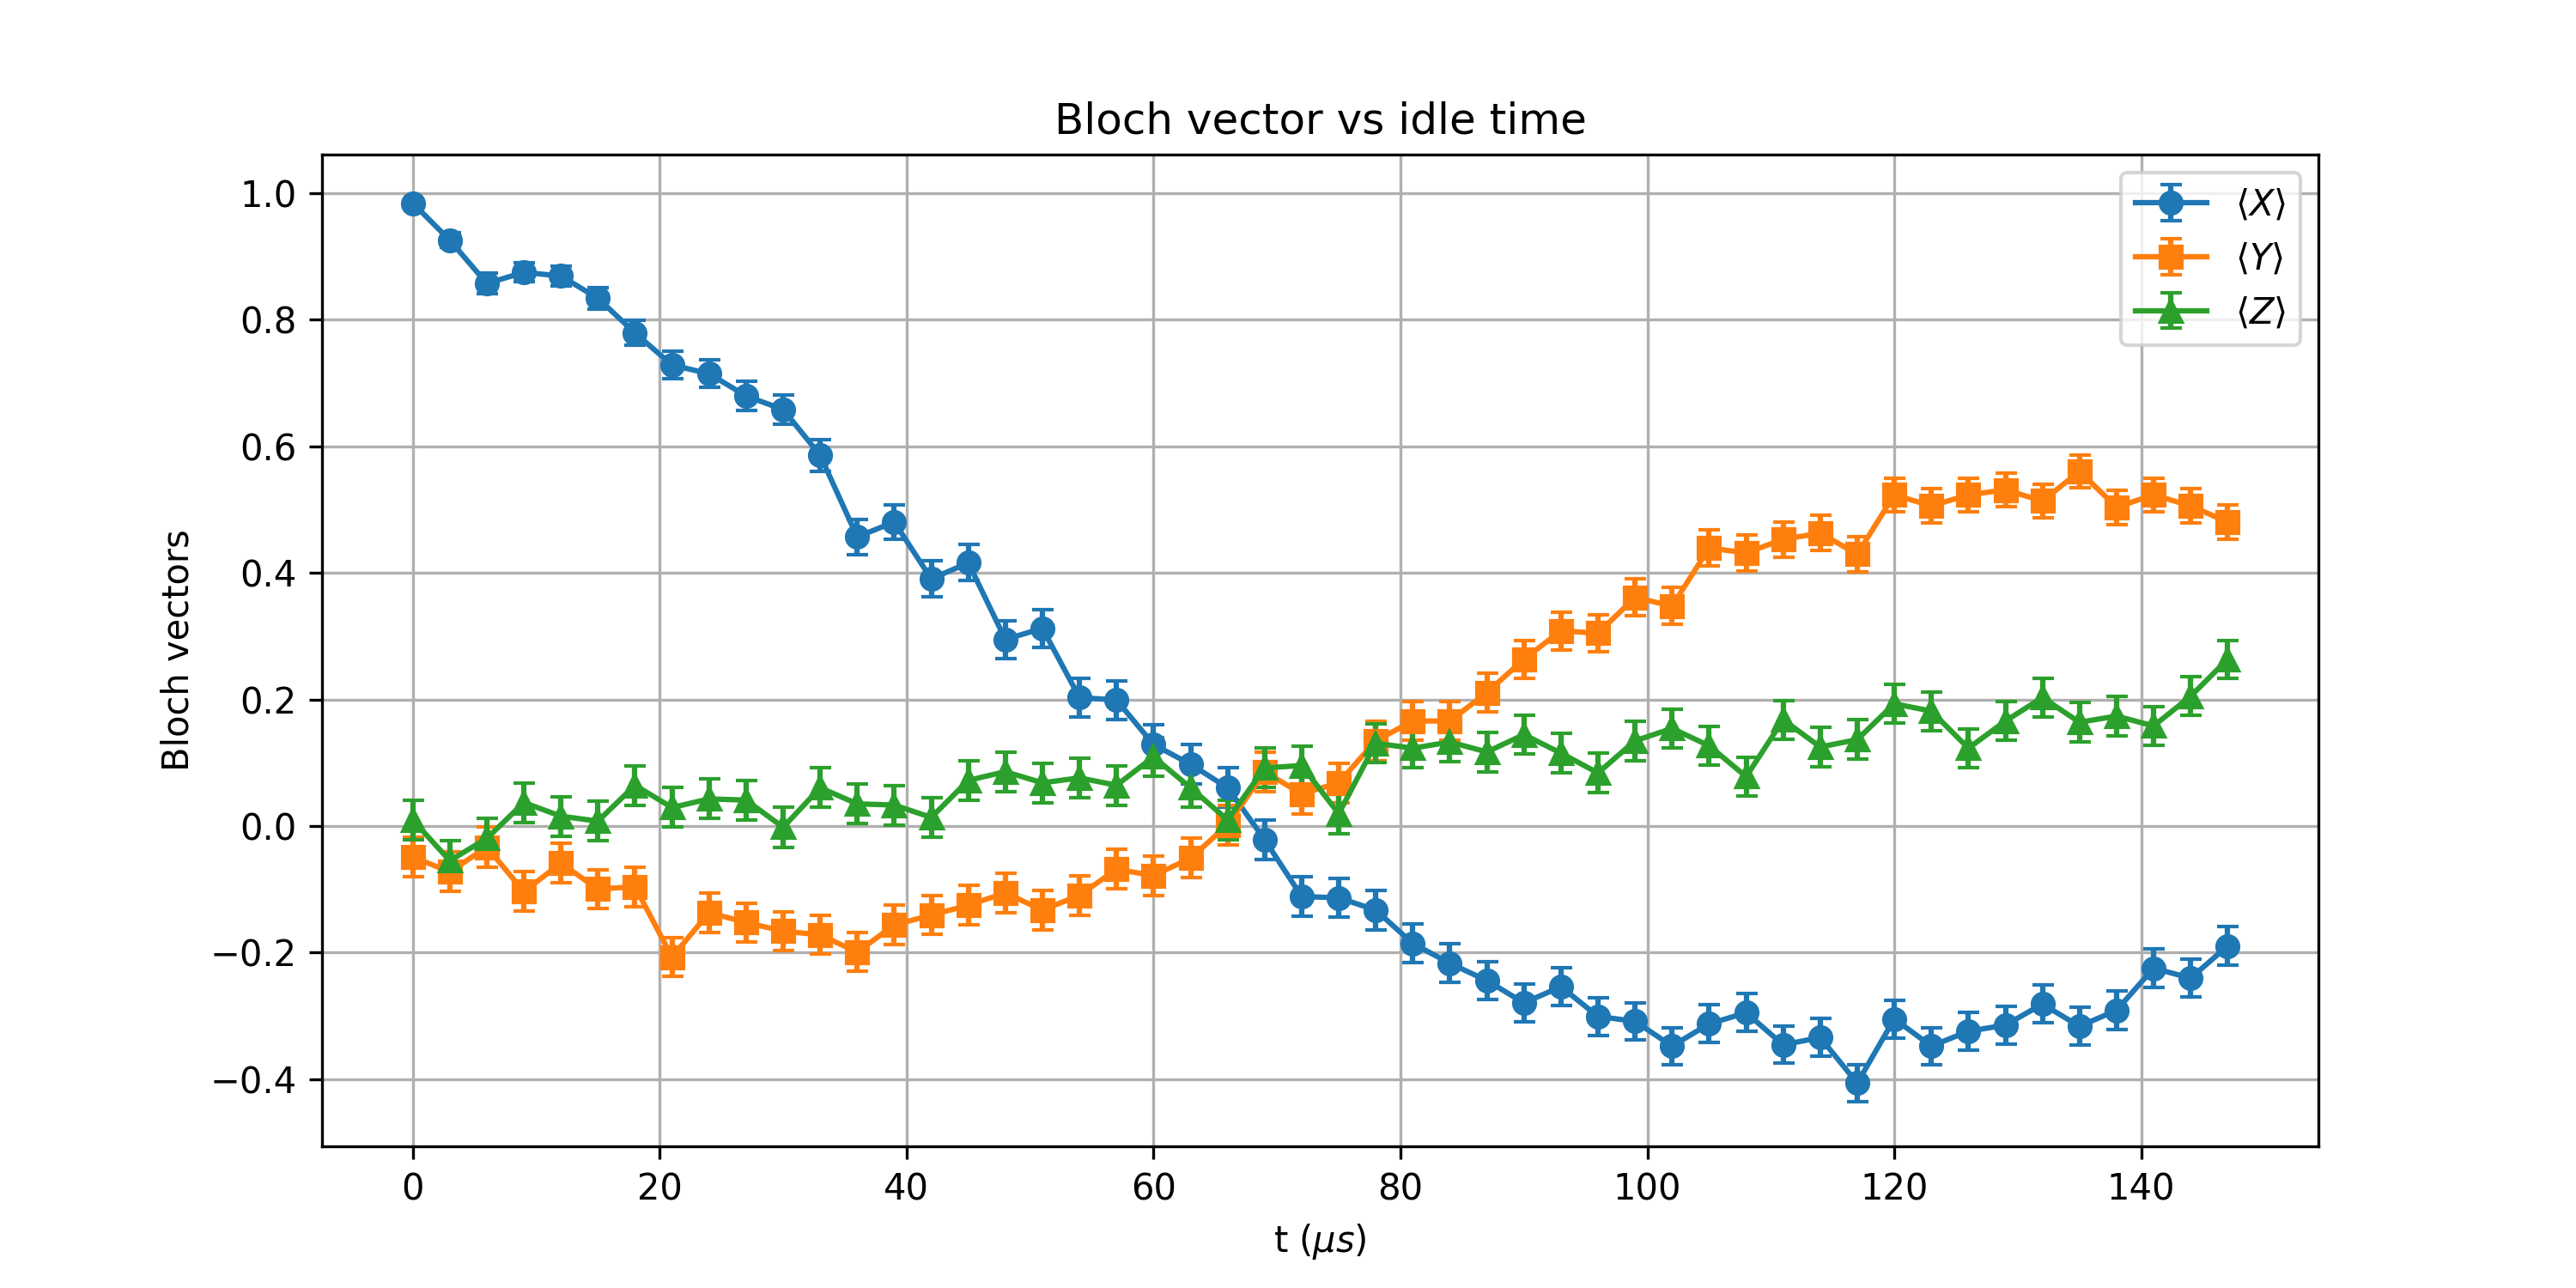 Bloch vector vs idle time
Bloch vectors
1.0
0.8
0.6
0.4
0.2
0.0
−0.2
−0.4
0 20 40 60 80 100 120 140
t (μs)
⟨X⟩
⟨Y⟩
⟨Z⟩